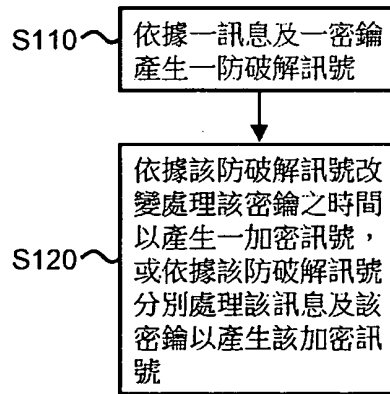 S110
依據一訊息及一密鑰
產生一防破解訊號
S120
依據該防破解訊號改
變處理該密鑰之時間
以產生一加密訊號，
或依據該防破解訊號
分別處理該訊息及該
密鑰以產生該加密訊
號